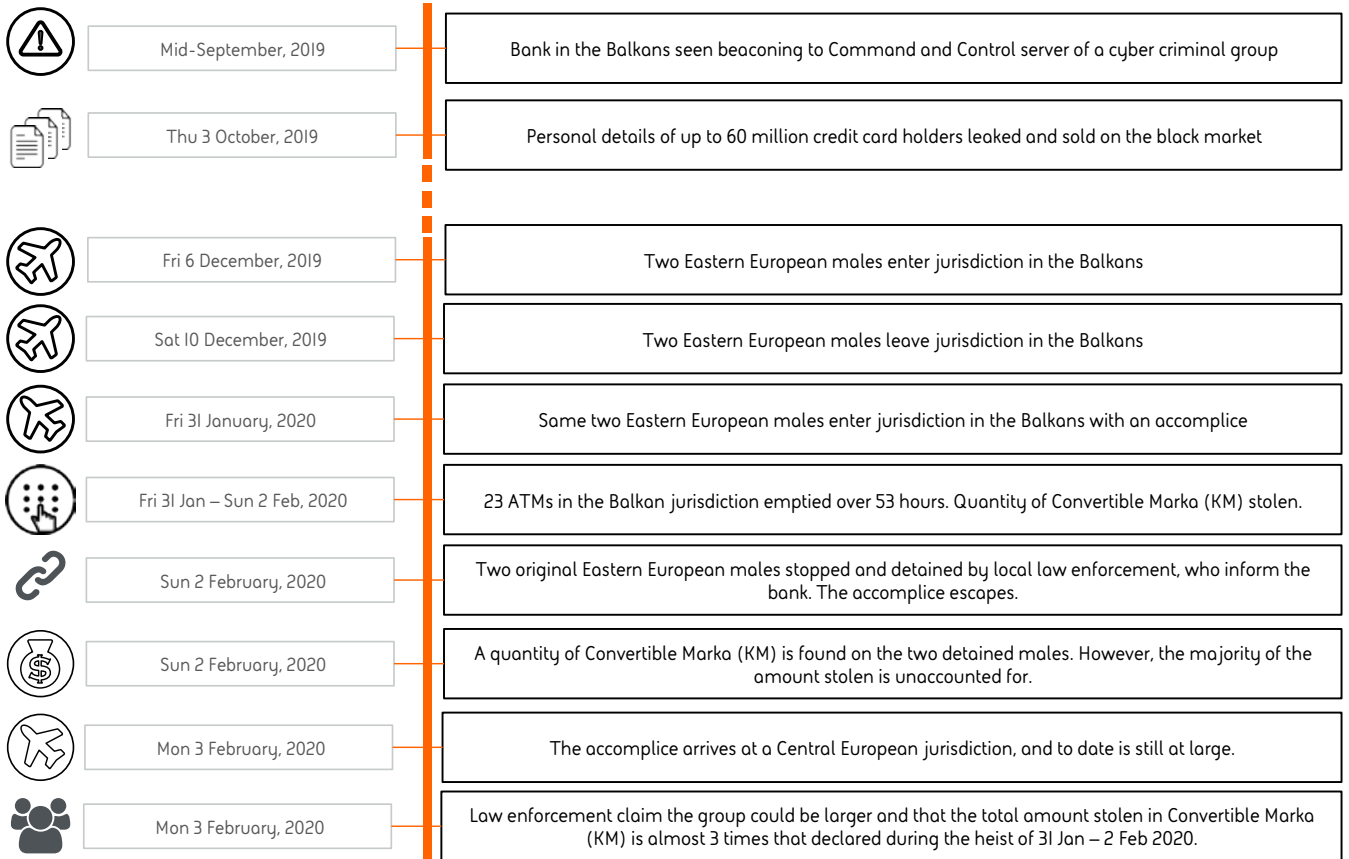 Mid-September, 2019
Bank in the Balkans seen beaconing to Command and Control server of a cyber criminal group
Thu 3 October, 2019
Personal details of up to 60 million credit card holders leaked and sold on the black market
Fri 6 December, 2019
Two Eastern European males enter jurisdiction in the Balkans
Sat 10 December, 2019
Two Eastern European males leave jurisdiction in the Balkans
Fri 31 January, 2020
Same two Eastern European males enter jurisdiction in the Balkans with an accomplice
Fri 31 Jan – Sun 2 Feb, 2020
23 ATMs in the Balkan jurisdiction emptied over 53 hours. Quantity of Convertible Marka (KM) stolen.
Sun 2 February, 2020
Two original Eastern European males stopped and detained by local law enforcement, who inform the
bank. The accomplice escapes.
Sun 2 February, 2020
A quantity of Convertible Marka (KM) is found on the two detained males. However, the majority of the
amount stolen is unaccounted for.
Mon 3 February, 2020
The accomplice arrives at a Central European jurisdiction, and to date is still at large.
Mon 3 February, 2020
Law enforcement claim the group could be larger and that the total amount stolen in Convertible Marka
(KM) is almost 3 times that declared during the heist of 31 Jan – 2 Feb 2020.